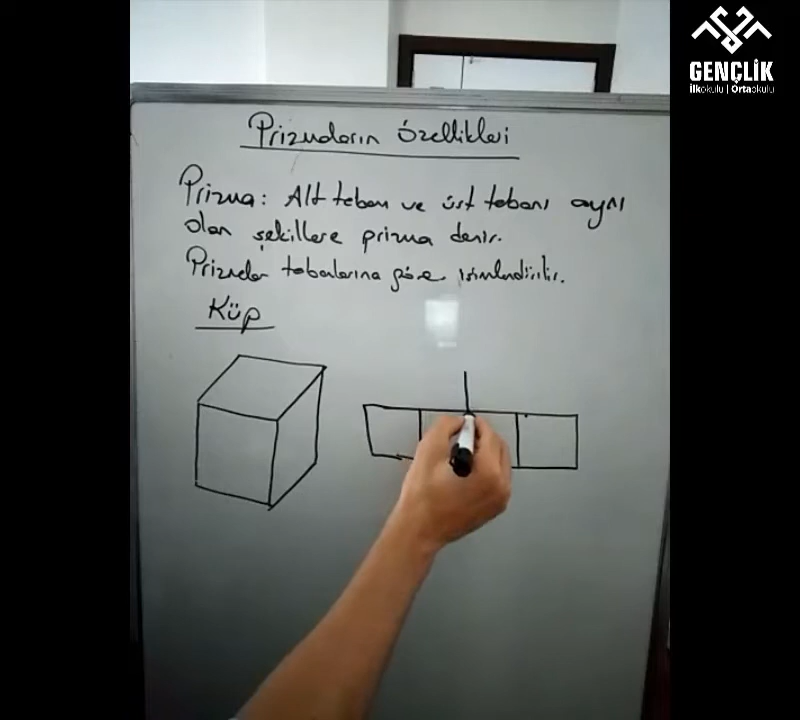 GENÇLİK
İlkokulu | Ortaokulu
Prizmaların Özellikleri
Prizma: Alt taban ve üst tabanı aynı
olan şekillere prizma denir.
Prizmalar tabanlarına göre isimlendirilir.
Küp